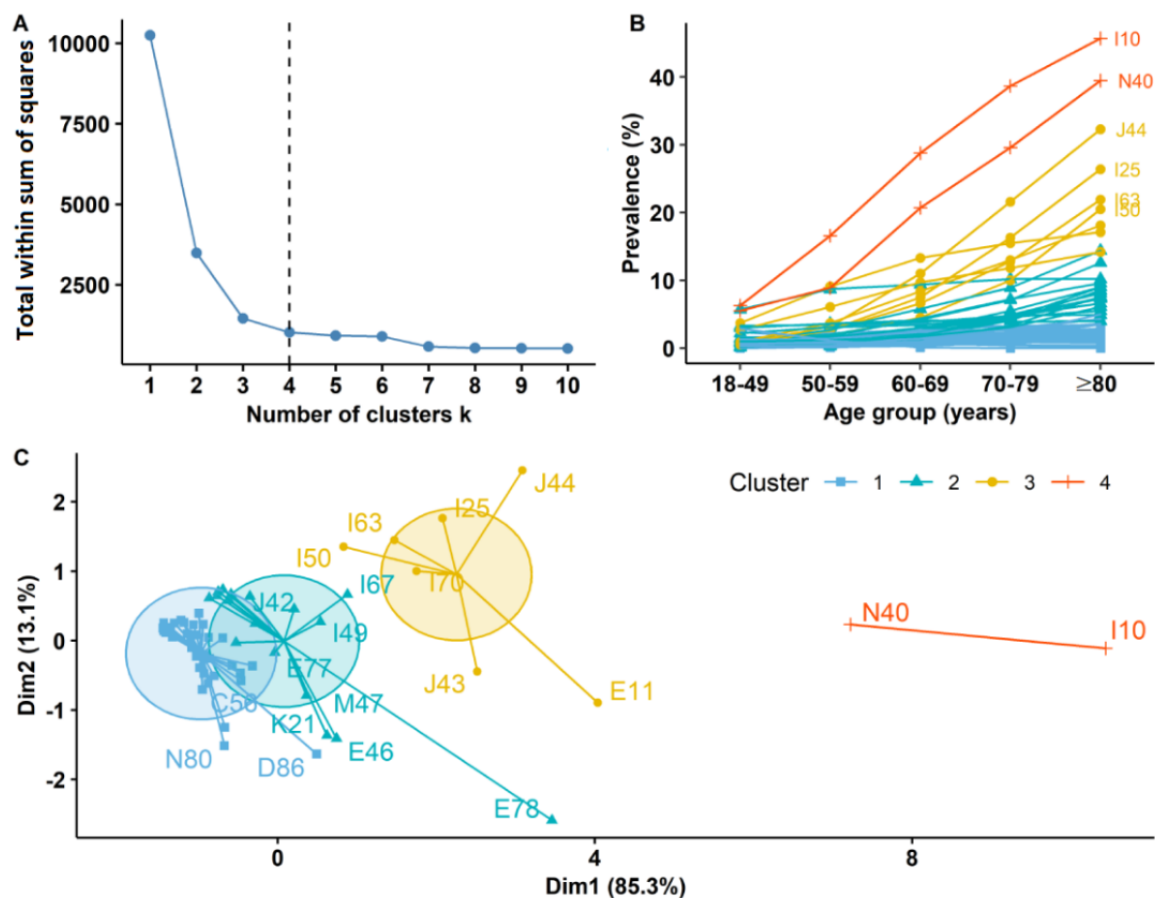 A
10000
7500
5000
2500
Total within sum of squares
1 2 3 4 5 6 7 8 9 10
Number of clusters k
B
40
30
20
10
0
Prevalence (%)
I10
N40
J44
I25
I63
I50
18-49 50-59 60-69 70-79 ≥80
Age group (years)
C
2
1
0
-1
-2
Dim2 (13.1%)
Cluster 1 2 3 4
J44
I25
I63
I50
I70
I67
J42
I49
N40
I10
E77
J43
E11
C50
M47
K21
E46
N80
D86
E78
0 4 8
Dim1 (85.3%)